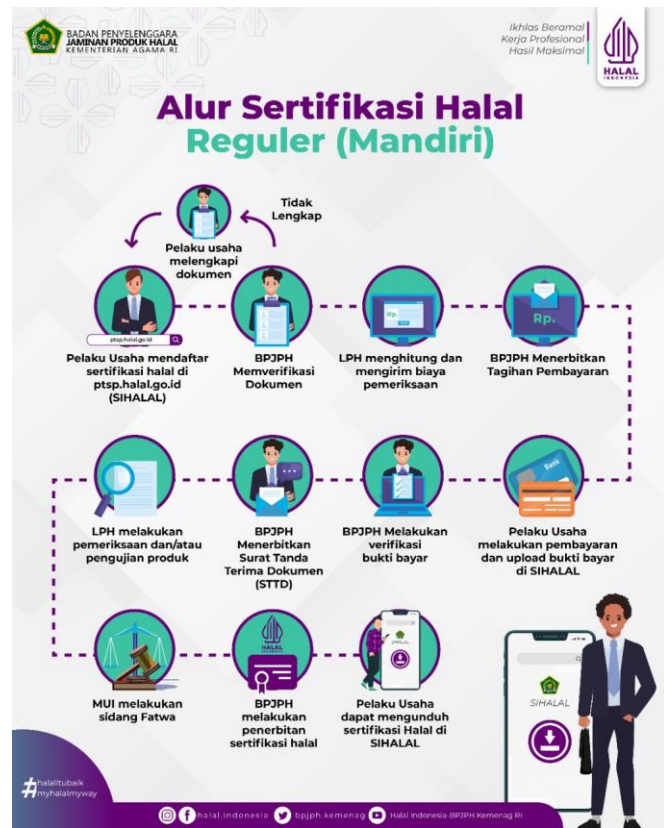 BADAN PENYELENGGARA
JAMINAN PRODUK HALAL
KEMENTERIAN AGAMA RI
Ikhlas Beramal
Kerja Profesional
Hasil Maksimal
HALAL
INDONESIA
Alur Sertifikasi Halal
Reguler (Mandiri)
Tidak
Lengkap
Pelaku usaha
melengkapi
dokumen
ptsp.halal.go.id
Rp.
Rp.
Pelaku Usaha mendaftar
sertifikasi halal di
ptsp.halal.go.id
(SIHALAL)
BPJPH
Memverifikasi
Dokumen
LPH menghitung dan
mengirim biaya
pemeriksaan
BPJPH Menerbitkan
Tagihan Pembayaran
Bank
LPH melakukan
pemeriksaan dan/atau
pengujian produk
BPJPH
Menerbitkan
Surat Tanda
Terima Dokumen
(STTD)
BPJPH Melakukan
verifikasi
bukti bayar
Pelaku Usaha
melakukan pembayaran
dan upload bukti bayar
di SIHALAL
HALAL
INDONESIA
SIHALAL
MUI melakukan
sidang Fatwa
BPJPH
melakukan
penerbitan
sertifikasi halal
Pelaku Usaha
dapat mengunduh
sertifikasi Halal di
SIHALAL
SIHALAL
#halalitubaik
myhalalmyway
halal.indonesia bpjph.kemenag Halal Indonesia-BPJPH Kemenag RI